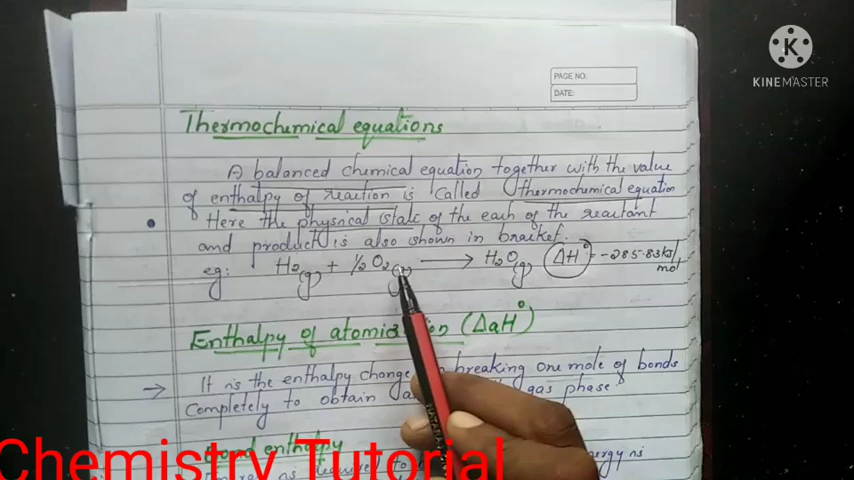 KINEMASTER
PAGE NO.
DATE:
Thermochemical equations
A balanced chemical equation together with the value
of enthalpy of reaction is called thermochemical equation
Here the physical state of the each of the reactant
and product is also shown in bracket.
eg: H₂(g) + ½ O₂(g) ⟶ H₂O(g) ΔH° = -285.83 kJ/mol
Enthalpy of atomisation (ΔaH°)
→ It is the enthalpy change on breaking one mole of bonds
completely to obtain gas phase
Bond enthalpy
Chemistry Tutorial